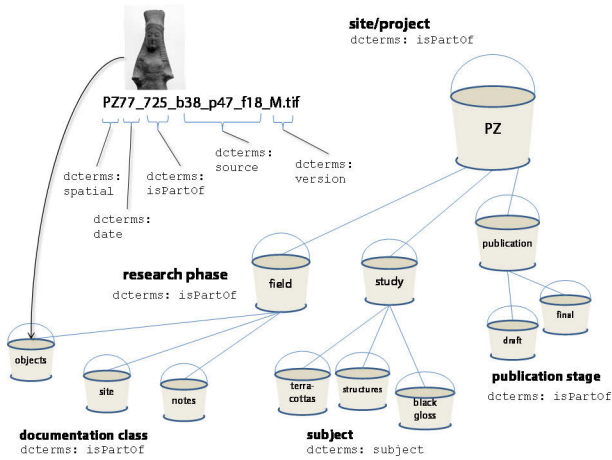 site/project
dcterms: isPartOf
PZ77_725_b38_p47_f18_M.tif
PZ
dcterms:
spatial
dcterms:
date
dcterms:
isPartOf
dcterms:
source
dcterms:
version
research phase
dcterms: isPartOf
field
study
publication
draft
final
publication stage
dcterms: isPartOf
objects
site
notes
terra-
cottas
structures
black
gloss
documentation class
dcterms: isPartOf
subject
dcterms: subject